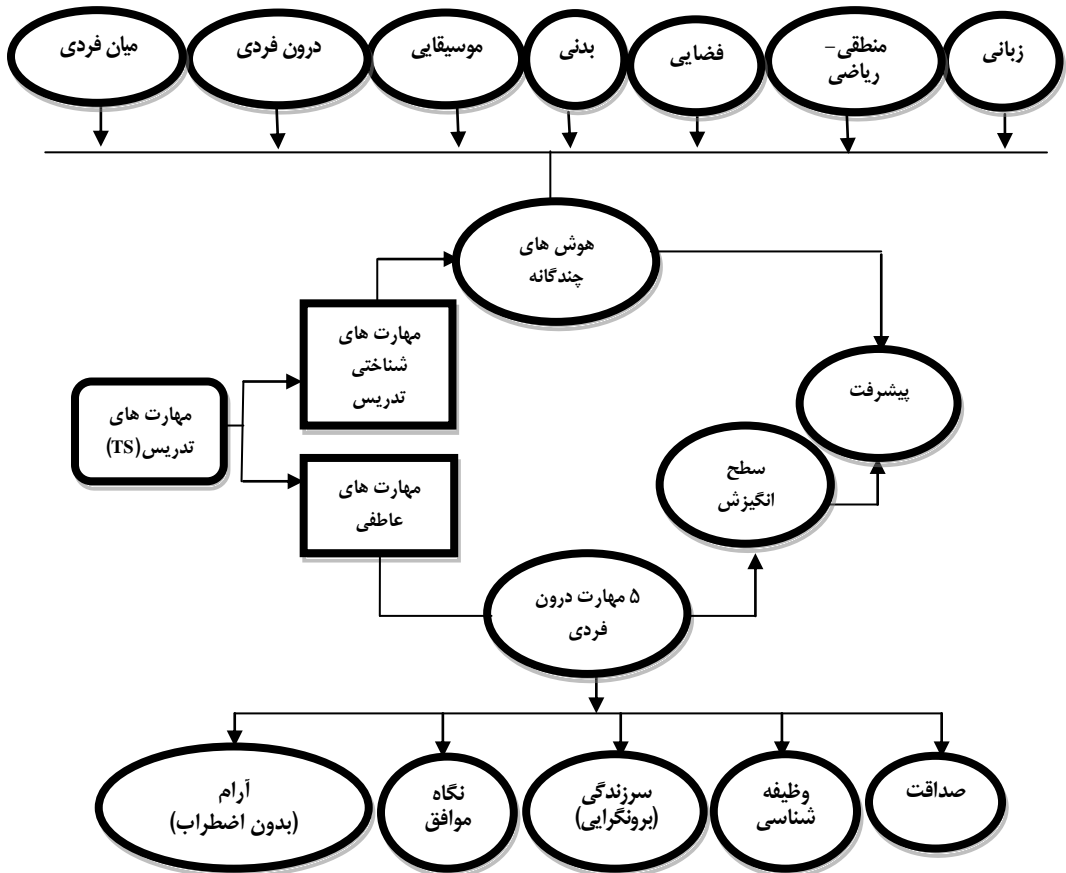 زبانی
منطقی–
ریاضی
فضایی
بدنی
موسیقایی
درون فردی
میان فردی
هوش های
چندگانه
مهارت های
شناختی
تدریس
مهارت های
تدریس(TS)
پیشرفت
سطح
انگیزش
مهارت های
عاطفی
۵ مهارت درون
فردی
صداقت
وظیفه
شناسی
سرزندگی
(برونگرایی)
نگاه
موافق
آرام
(بدون اضطراب)